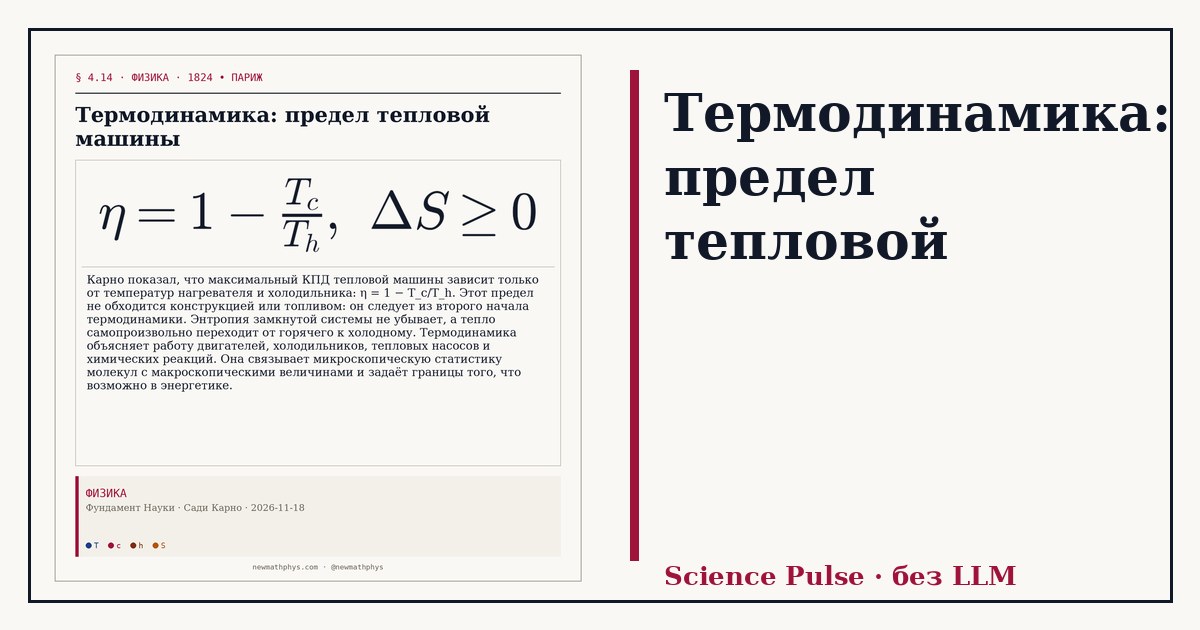 § 4.14 · ФИЗИКА · 1824 • ПАРИЖ
Термодинамика: предел тепловой
машины
η = 1 − T_c/T_h, ΔS ≥ 0
Карно показал, что максимальный КПД тепловой машины зависит только
от температур нагревателя и холодильника: η = 1 − T_c/T_h. Этот предел
не обходится конструкцией или топливом: он следует из второго начала
термодинамики. Энтропия замкнутой системы не убывает, а тепло
самопроизвольно переходит от горячего к холодному. Термодинамика
объясняет работу двигателей, холодильников, тепловых насосов и
химических реакций. Она связывает микроскопическую статистику
молекул с макроскопическими величинами и задаёт границы того, что
возможно в энергетике.
ФИЗИКА
Фундамент Науки · Сади Карно · 2026-11-18
T c h S
newmathphys.com · @newmathphys
Термодинамика:
предел
тепловой
Science Pulse · без LLM